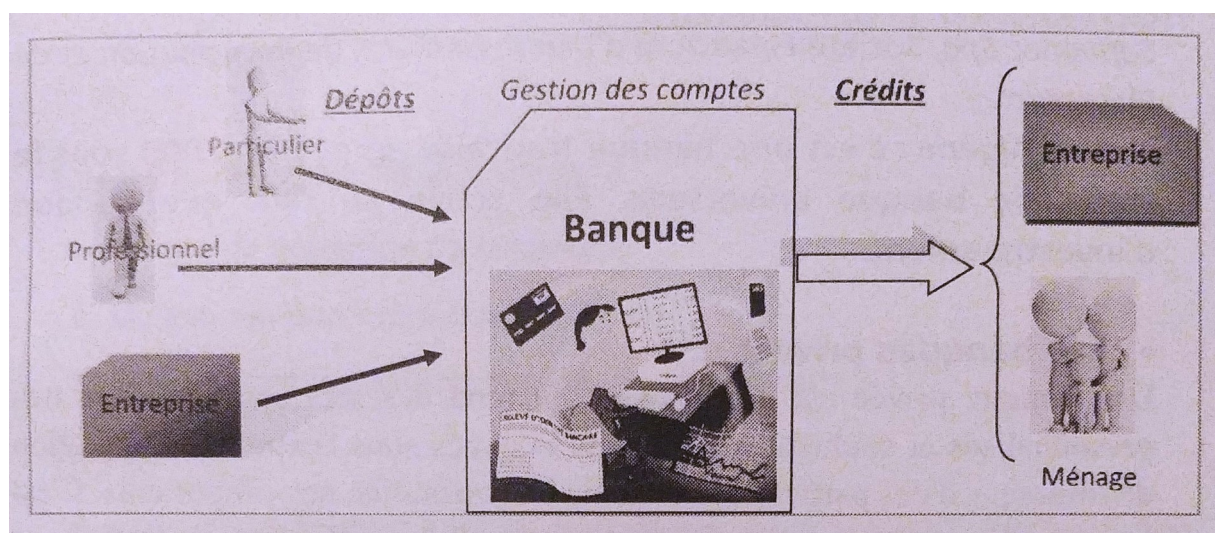 Dépôts
Gestion des comptes
Crédits
Particulier
Entreprise
Banque
Professionnel
Entreprise
Ménage